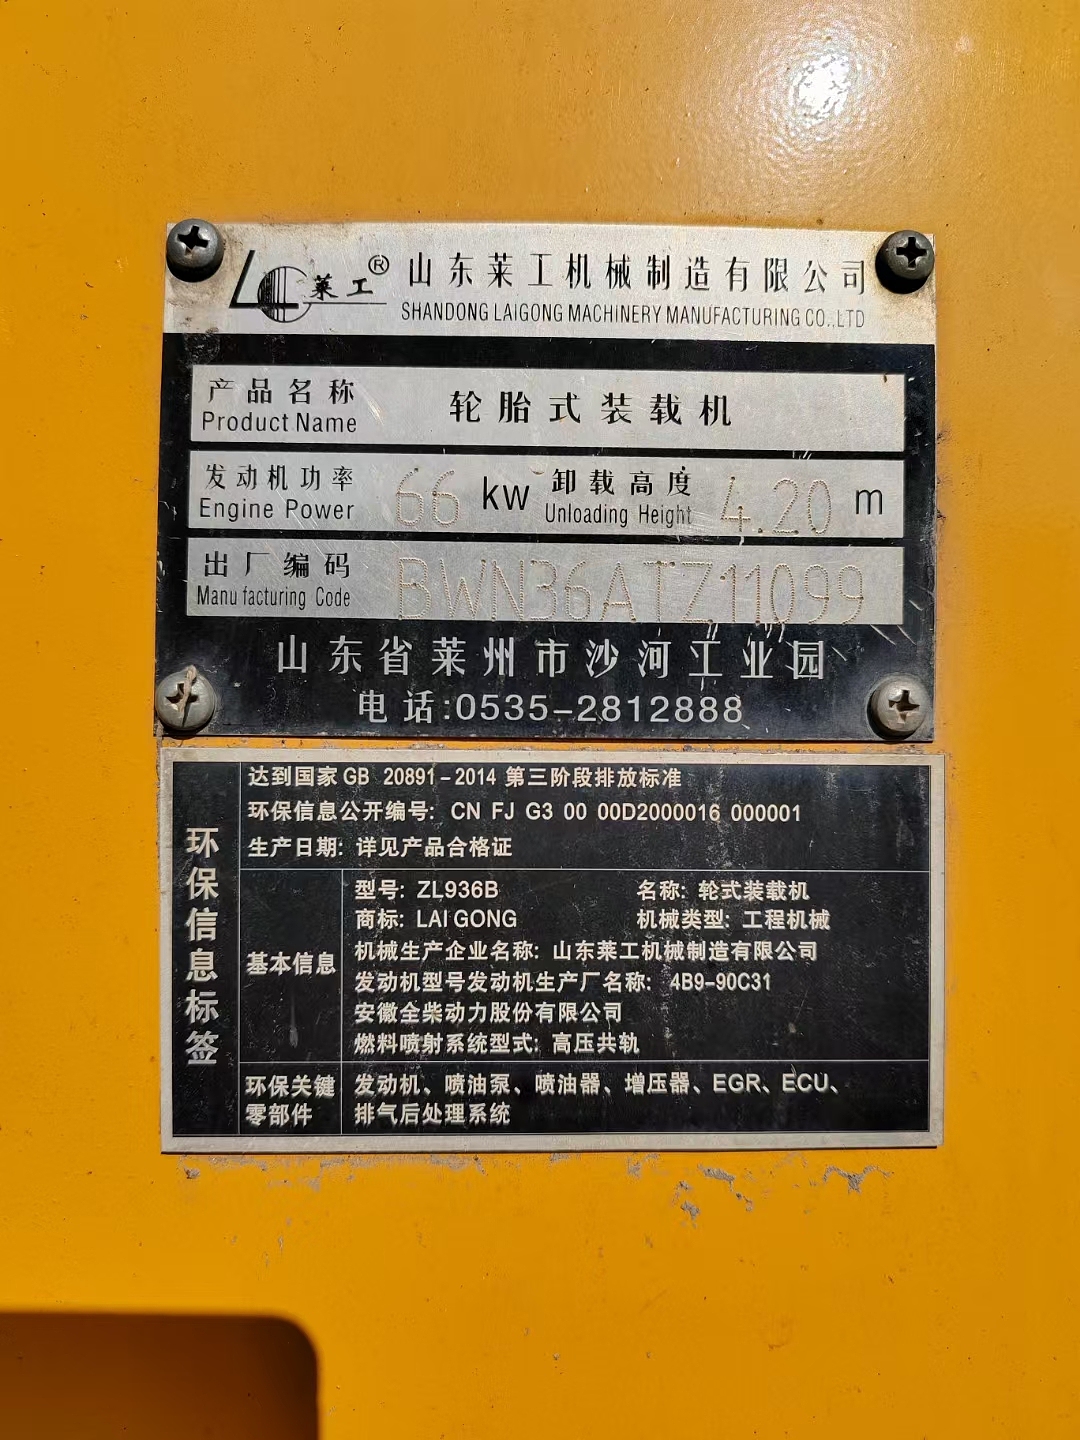 莱工® 山东莱工机械制造有限公司
SHANDONG LAIGONG MACHINERY MANUFACTURING CO.,LTD
产品名称 轮胎式装载机
Product Name
发动机功率 66 kw 卸载高度 4.20 m
Engine Power Unloading Height
出厂编码 BWN36ATZ11099
Manufacturing Code
山东省莱州市沙河工业园
电话:0535-2812888
环保信息标签
达到国家GB 20891-2014 第三阶段排放标准
环保信息公开编号: CN FJ G3 00 00D2000016 000001
生产日期: 详见产品合格证
基本信息
型号: ZL936B 名称: 轮式装载机
商标: LAI GONG 机械类型: 工程机械
机械生产企业名称: 山东莱工机械制造有限公司
发动机型号发动机生产厂名称: 4B9-90C31
安徽全柴动力股份有限公司
燃料喷射系统型式: 高压共轨
环保关键零部件
发动机、喷油泵、喷油器、增压器、EGR、ECU、
排气后处理系统